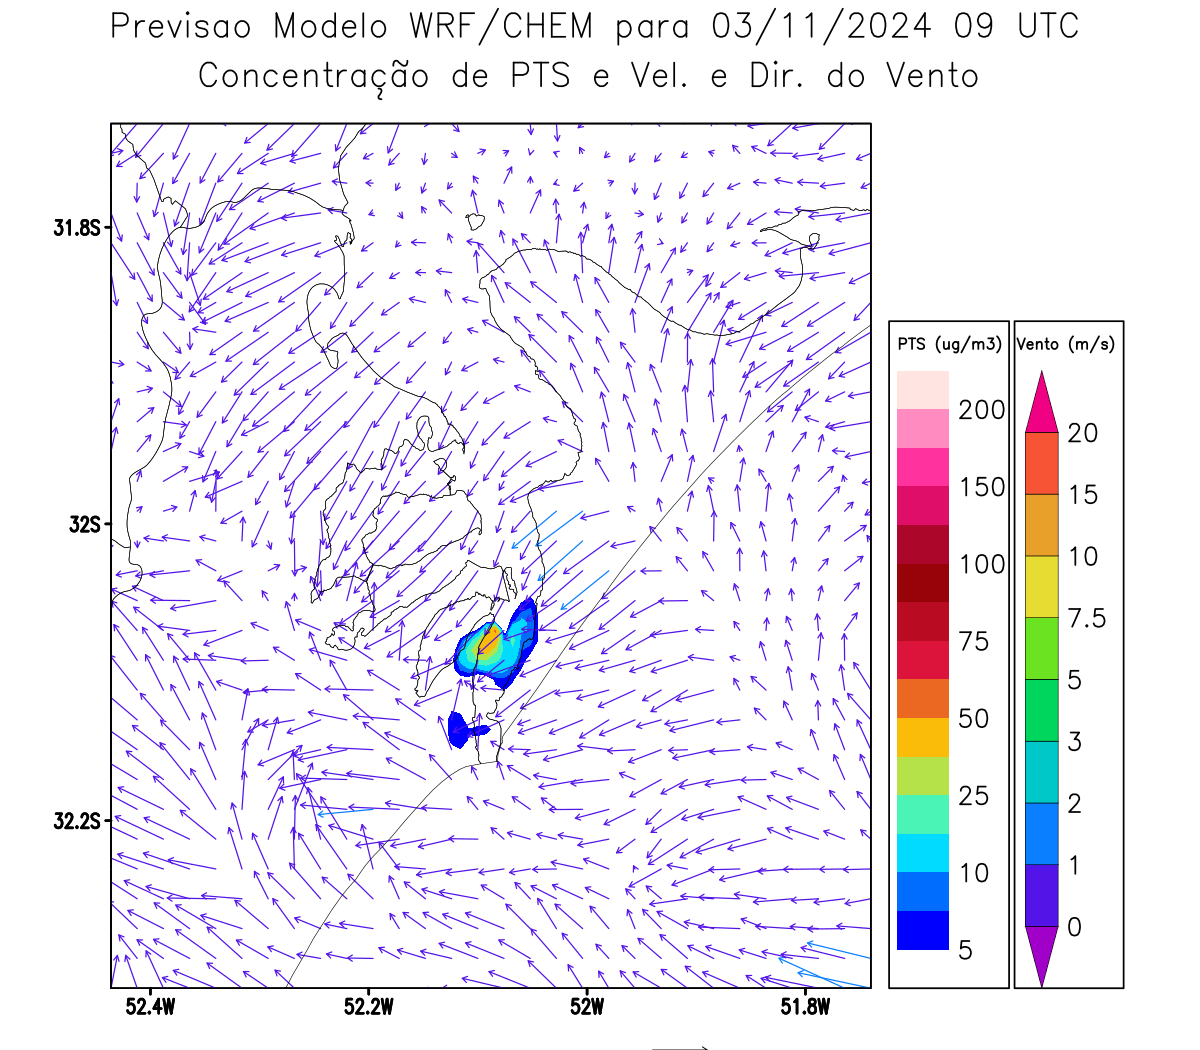 Previsao Modelo WRF/CHEM para 03/11/2024 09 UTC
Concentração de PTS e Vel. e Dir. do Vento
31.8S
32S
32.2S
52.4W
52.2W
52W
51.8W
PTS (ug/m3)
200
150
100
75
50
25
10
5
Vento (m/s)
20
15
10
7.5
5
3
2
1
0